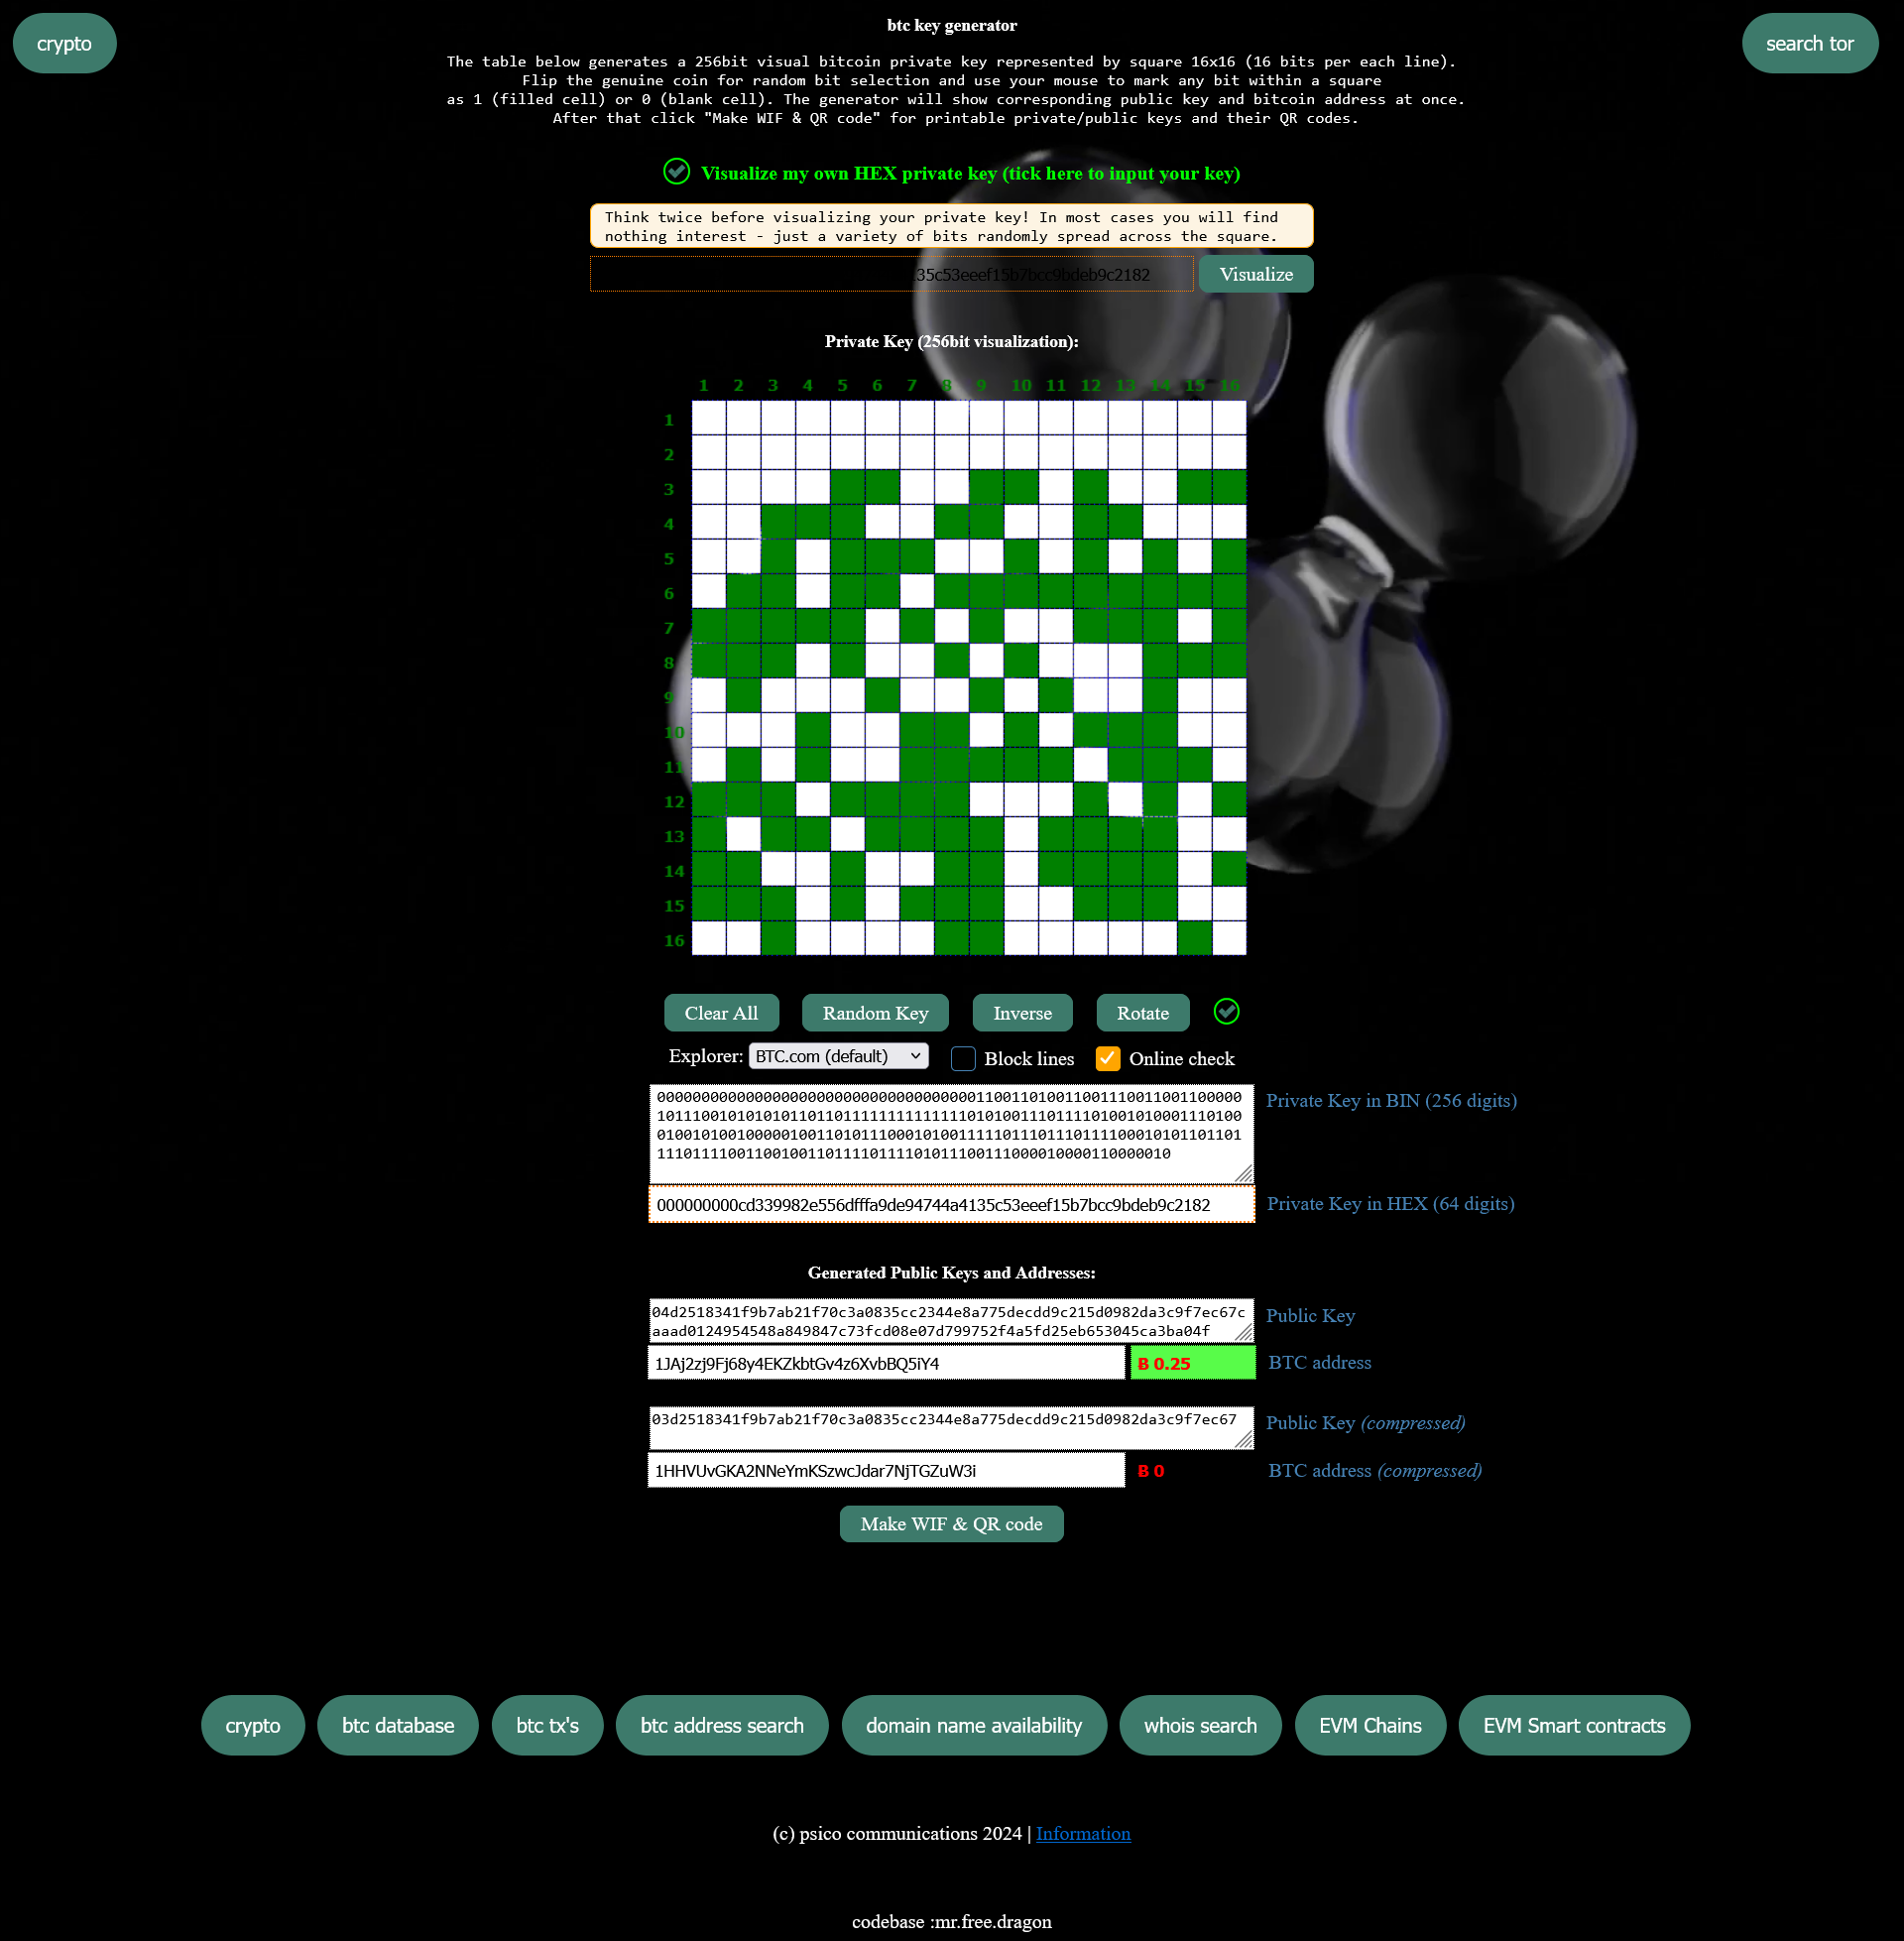 crypto
btc key generator
search tor
The table below generates a 256bit visual bitcoin private key represented by square 16x16 (16 bits per each line).
Flip the genuine coin for random bit selection and use your mouse to mark any bit within a square
as 1 (filled cell) or 0 (blank cell). The generator will show corresponding public key and bitcoin address at once.
After that click "Make WIF & QR code" for printable private/public keys and their QR codes.
Visualize my own HEX private key (tick here to input your key)
Think twice before visualizing your private key! In most cases you will find
nothing interest - just a variety of bits randomly spread across the square.
35c53eeef15b7bcc9bdeb9c2182
Visualize
Private Key (256bit visualization):
1 2 3 4 5 6 7 8 9 10 11 12 13 14 15 16
1
2
3
4
5
6
7
8
9
10
11
12
13
14
15
16
Clear All Random Key Inverse Rotate
Explorer: BTC.com (default) Block lines Online check
000000000000000000000000000000000000110011010011001110011001100000
Private Key in BIN (256 digits)
101110010101010110110111111111111110101001110111101001010001110100
010010100100000100110101110001010011111011101110111100010101101101
1110111100110010011011110111101011100111000010000110000010
000000000cd339982e556dfffa9de94744a4135c53eeef15b7bcc9bdeb9c2182
Private Key in HEX (64 digits)
Generated Public Keys and Addresses:
04d2518341f9b7ab21f70c3a0835cc2344e8a775decdd9c215d0982da3c9f7ec67c
Public Key
aaad0124954548a849847c73fcd08e07d799752f4a5fd25eb653045ca3ba04f
1JAj2zj9Fj68y4EKZkbtGv4z6XvbBQ5iY4
Ƀ 0.25
BTC address
03d2518341f9b7ab21f70c3a0835cc2344e8a775decdd9c215d0982da3c9f7ec67
Public Key (compressed)
1HHVUvGKA2NNeYmKSzwcJdar7NjTGZuW3i
Ƀ 0
BTC address (compressed)
Make WIF & QR code
crypto btc database btc tx's btc address search domain name availability whois search EVM Chains EVM Smart contracts
(c) psico communications 2024 | Information
codebase :mr.free.dragon